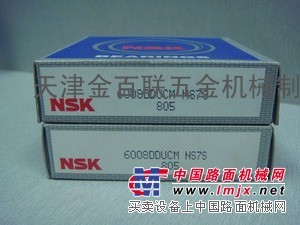 BEARINGS
天津金百联五金机械制
NSK
6008DDUCM NS7S
805
NSK
6008DDUCM NS7S
805
中国路面机械网
www.lmjx.net
买卖设备上中国路面机械网